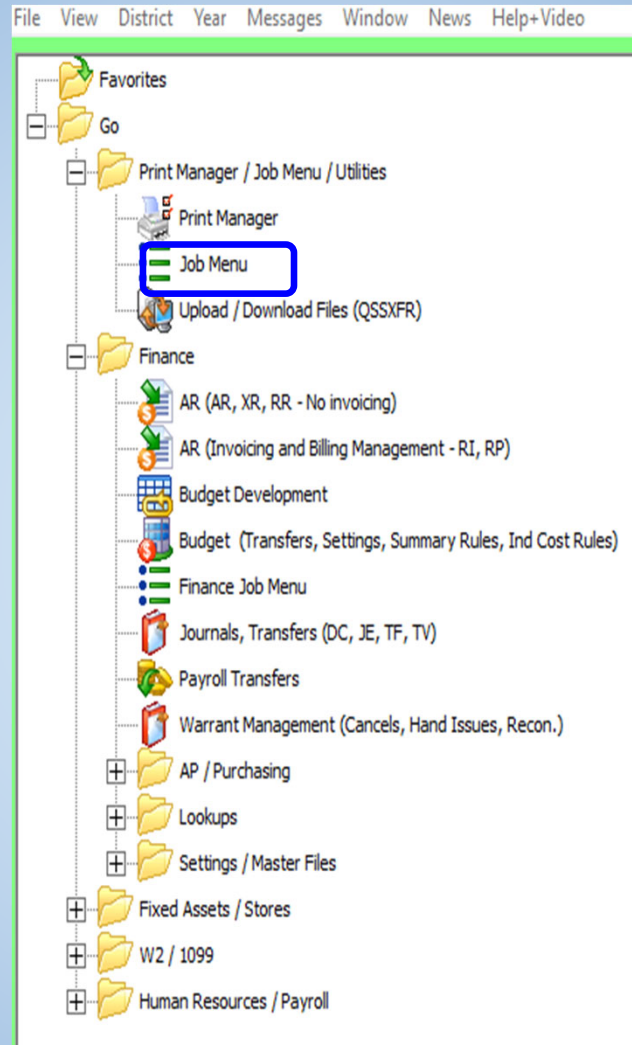 File View District Year Messages Window News Help+Video
Favorites
Go
Print Manager / Job Menu / Utilities
Print Manager
Job Menu
Upload / Download Files (QSSXFR)
Finance
AR (AR, XR, RR - No invoicing)
AR (Invoicing and Billing Management - RI, RP)
Budget Development
Budget (Transfers, Settings, Summary Rules, Ind Cost Rules)
Finance Job Menu
Journals, Transfers (DC, JE, TF, TV)
Payroll Transfers
Warrant Management (Cancels, Hand Issues, Recon.)
AP / Purchasing
Lookups
Settings / Master Files
Fixed Assets / Stores
W2 / 1099
Human Resources / Payroll